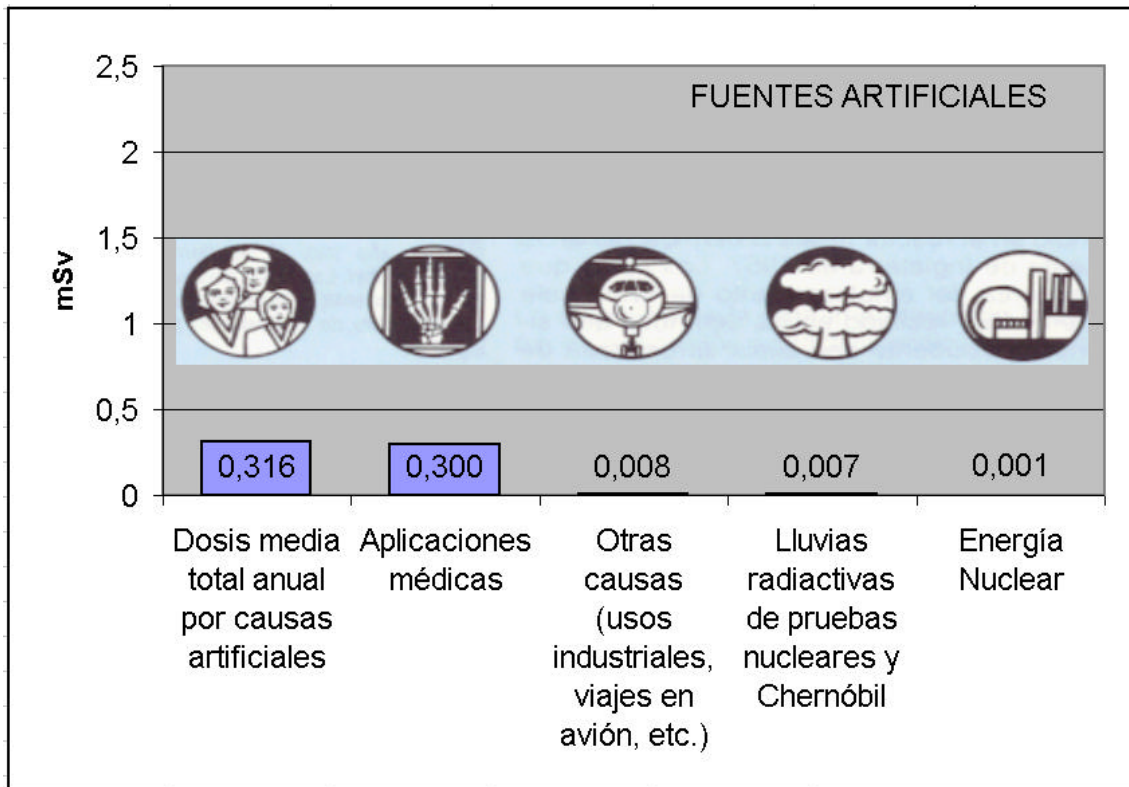 FUENTES ARTIFICIALES
mSv
2,5
2
1,5
1
0,5
0
0,316
0,300
0,008
0,007
0,001
Dosis media
total anual
por causas
artificiales
Aplicaciones
médicas
Otras
causas
(usos
industriales,
viajes en
avión, etc.)
Lluvias
radiactivas
de pruebas
nucleares y
Chernóbil
Energía
Nuclear